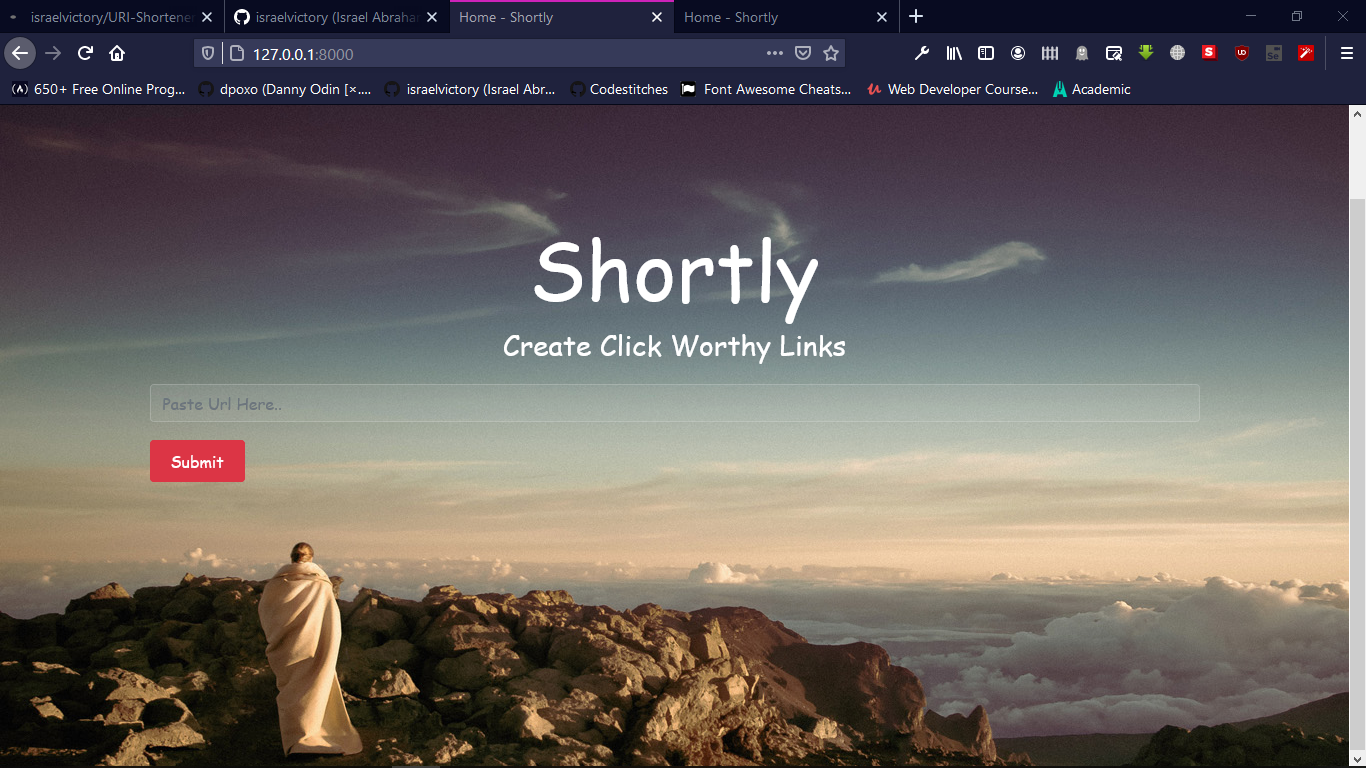 israelvictory/URI-Shortener
israelvictory (Israel Abraha
Home - Shortly
Home - Shortly
127.0.0.1:8000
650+ Free Online Prog...
dpoxo (Danny Odin [×....
israelvictory (Israel Abr...
Codestitches
Font Awesome Cheats...
Web Developer Course...
Academic
Shortly
Create Click Worthy Links
Paste Url Here..
Submit